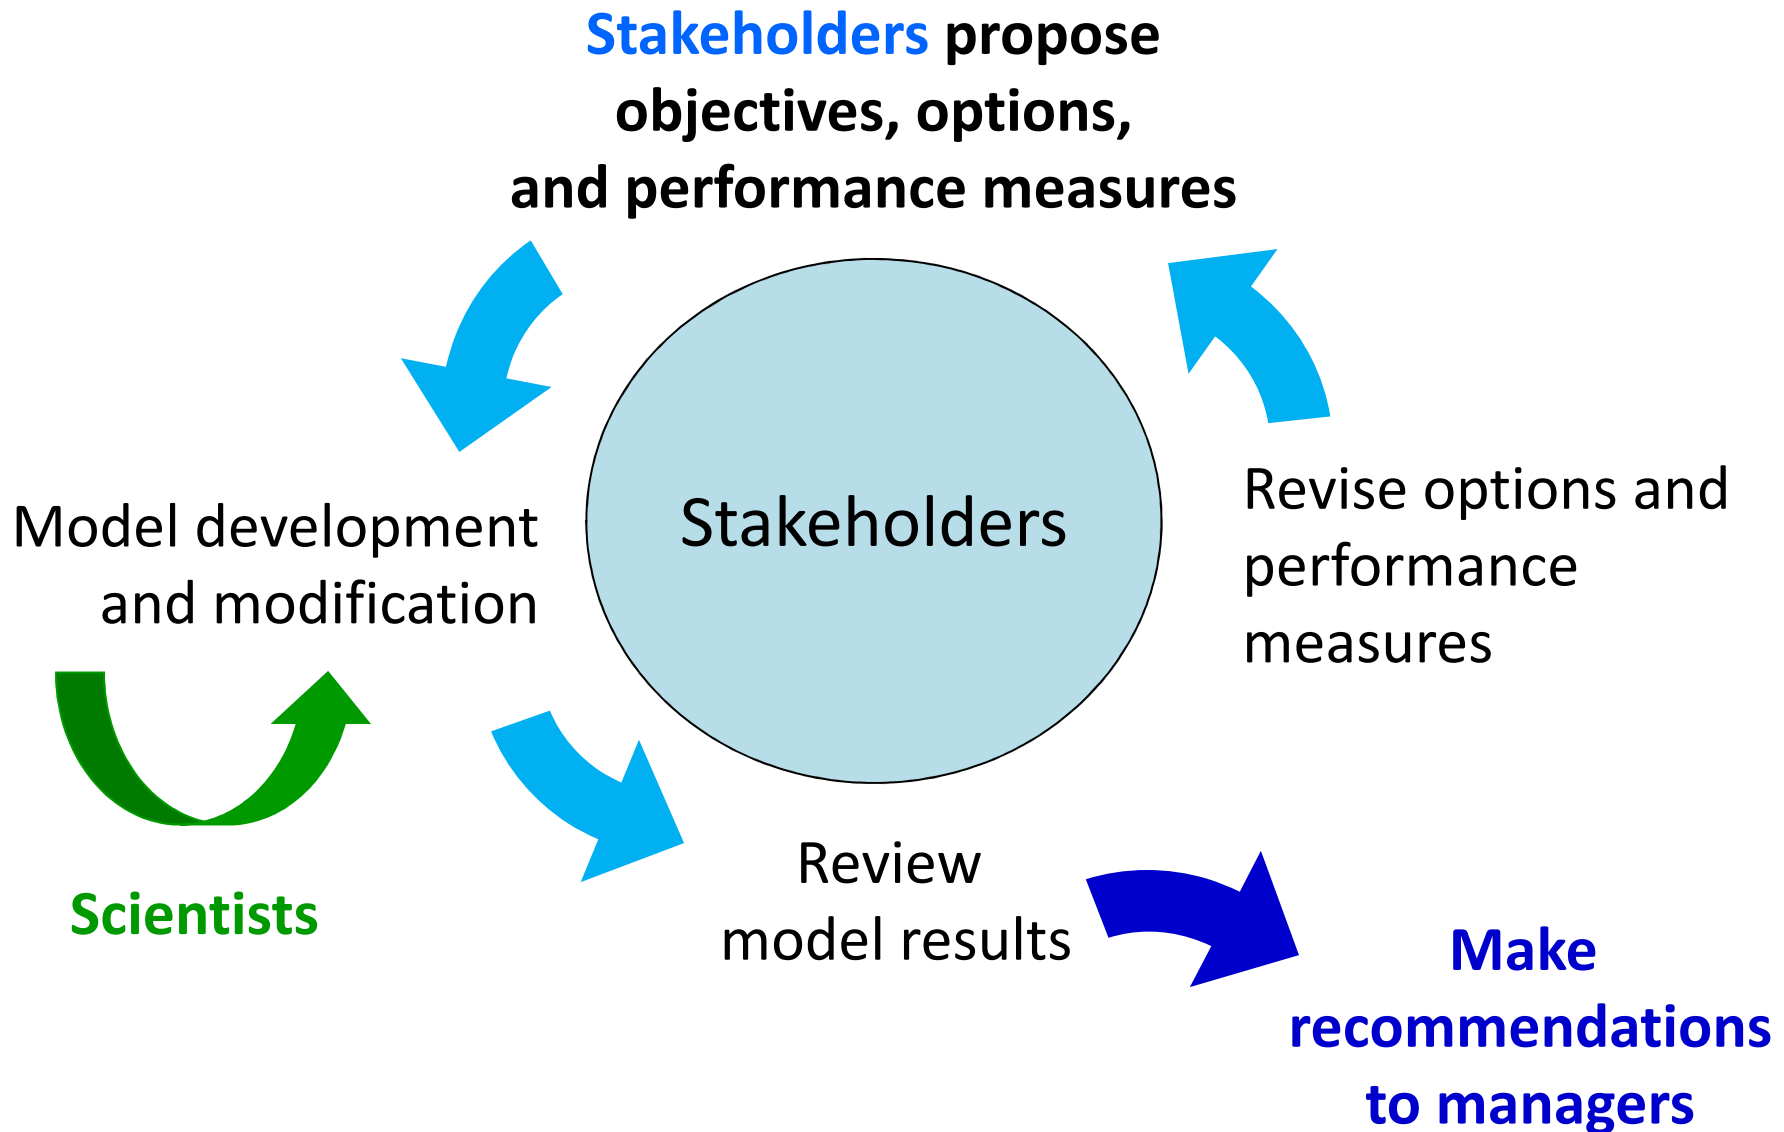 Stakeholders propose
objectives, options,
and performance measures
Stakeholders
Model development
and modification
Revise options and
performance
measures
Scientists
Review
model results
Make
recommendations
to managers